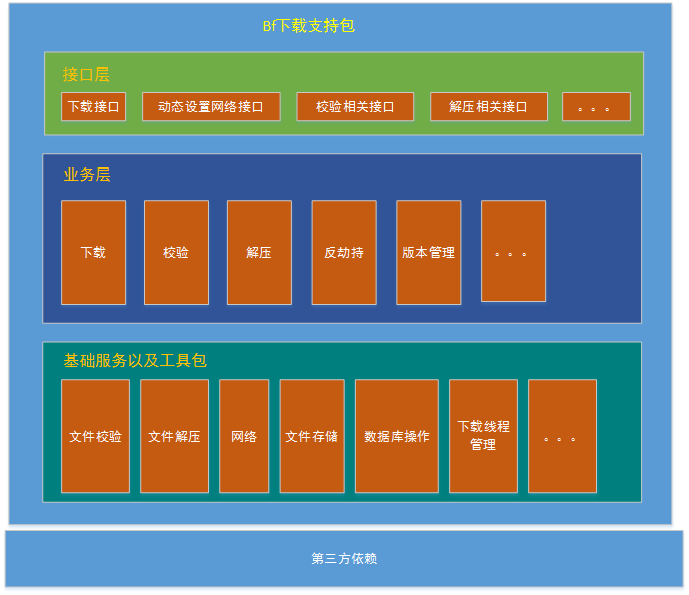 Bf下载支持包
接口层
下载接口
动态设置网络接口
校验相关接口
解压相关接口
。。。
业务层
下载
校验
解压
反劫持
版本管理
。。。
基础服务以及工具包
文件校验
文件解压
网络
文件存储
数据库操作
下载线程
管理
。。。
第三方依赖